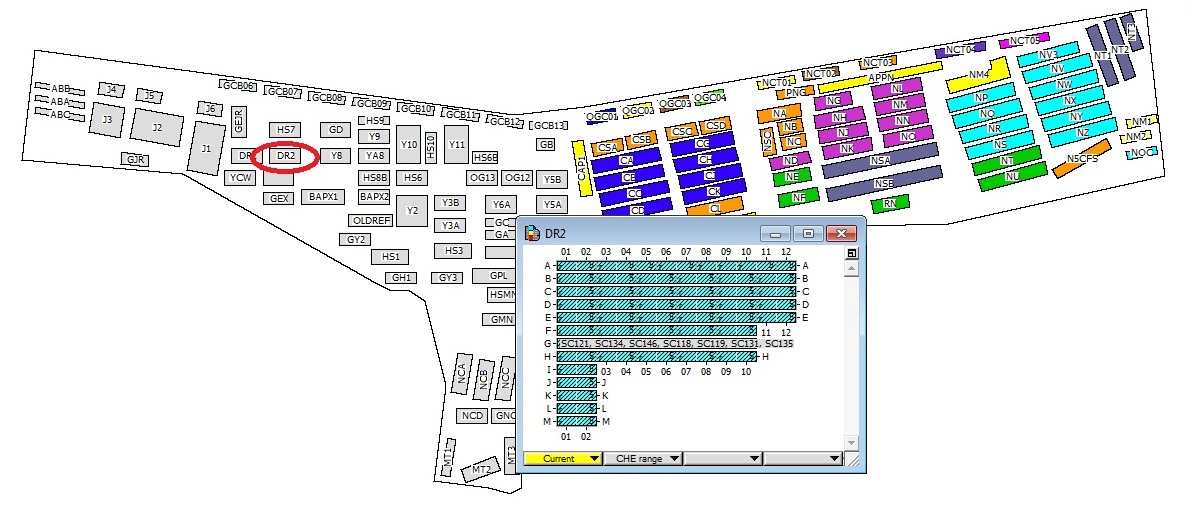 ABB
ABA
ABC
J4
J5
J3
J2
J6
J1
GJR
GCB06
GCB07
GCB08
GCB09
GCB10
GCB11
GCB12
GCB13
GEJR
HS7
GD
HS9
Y9
Y10
HS10
Y11
HS6B
GB
DR
DR2
Y8
YA8
YCW
HS8B
HS6
OG13
OG12
Y5B
GEX
BAPX1
BAPX2
Y2
Y3B
Y6A
Y5A
OLDREF
Y3A
GC
GA
GY2
HS1
HS3
GH1
GY3
GPL
HSMN
GMN
NCA
NCB
NCC
NCD
GNC
MT1
MT2
MT3
OGC01
OGC02
OGC03
OGC04
CAP1
CSA
CSB
CSC
CSD
CA
CB
CC
CD
CG
CH
CJ
CK
CL
NCT01
NCT02
NCT03
NCT04
NCT05
PNG
APPN
NA
NB
NC
NSC
ND
NE
NF
NG
NH
NJ
NK
NL
NM
NN
NO
NSA
NSB
RN
NM4
NP
NQ
NR
NS
NT
NU
NV3
NV
NW
NX
NY
NZ
NT1
NT2
NT3
NSCFS
NM1
NM2
NOC
DR2
01 02 03 04 05 06 07 08 09 10 11 12
A A
B B
C C
D D
E E
F 11 12
G SC121, SC134, SC146, SC118, SC119, SC131, SC135
H H
I 03 04 05 06 07 08 09 10
J J
K K
L L
M M
01 02
Current CHE range